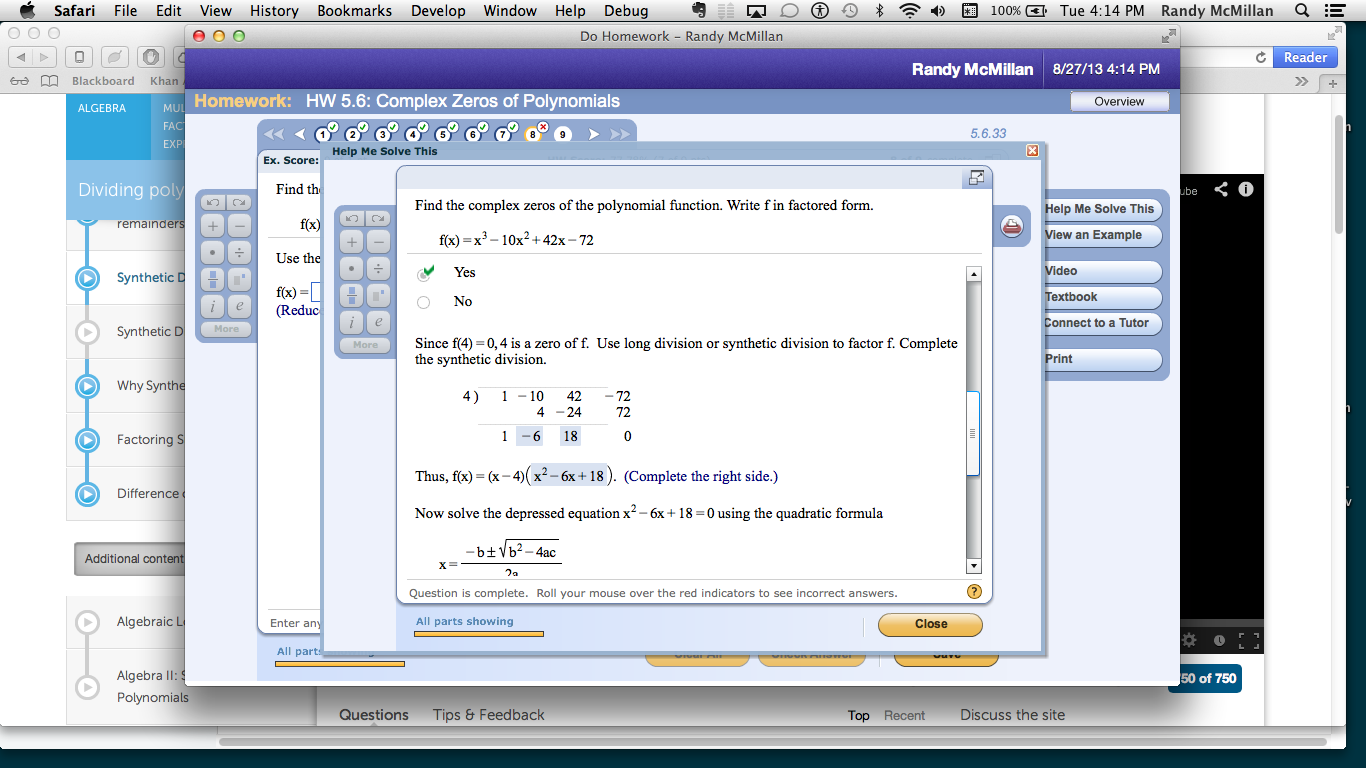 Safari File Edit View History Bookmarks Develop Window Help Debug 100% Tue 4:14 PM Randy McMillan
Do Homework – Randy McMillan
Reader
Blackboard Khan
Randy McMillan 8/27/13 4:14 PM
Homework: HW 5.6: Complex Zeros of Polynomials
Overview
ALGEBRA
MUL
FAC
EXP
1 2 3 4 5 6 7 8 9
5.6.33
Ex. Score:
Help Me Solve This
Dividing poly
Find the
f(x)
Use the
f(x) =
(Reduc
i e
More
i e
More
Find the complex zeros of the polynomial function. Write f in factored form.
f(x) = x³ – 10x² + 42x – 72
Yes
No
Since f(4) = 0, 4 is a zero of f. Use long division or synthetic division to factor f. Complete
the synthetic division.
4 ) 1 – 10 42 – 72
4 – 24 72
1 – 6 18 0
Thus, f(x) = (x – 4)( x² – 6x + 18 ). (Complete the right side.)
Now solve the depressed equation x² – 6x + 18 = 0 using the quadratic formula
x = –b ± √b² – 4ac
2a
Question is complete. Roll your mouse over the red indicators to see incorrect answers.
?
All parts showing
Close
Help Me Solve This
View an Example
Video
Textbook
Connect to a Tutor
Print
ube
remainders
Synthetic D
Synthetic D
Why Synthe
Factoring S
Difference
Additional content
Algebraic L
Algebra II: S
Polynomials
Enter any
All parts
Clear All Check Answer Save
50 of 750
Questions Tips & Feedback Top Recent Discuss the site